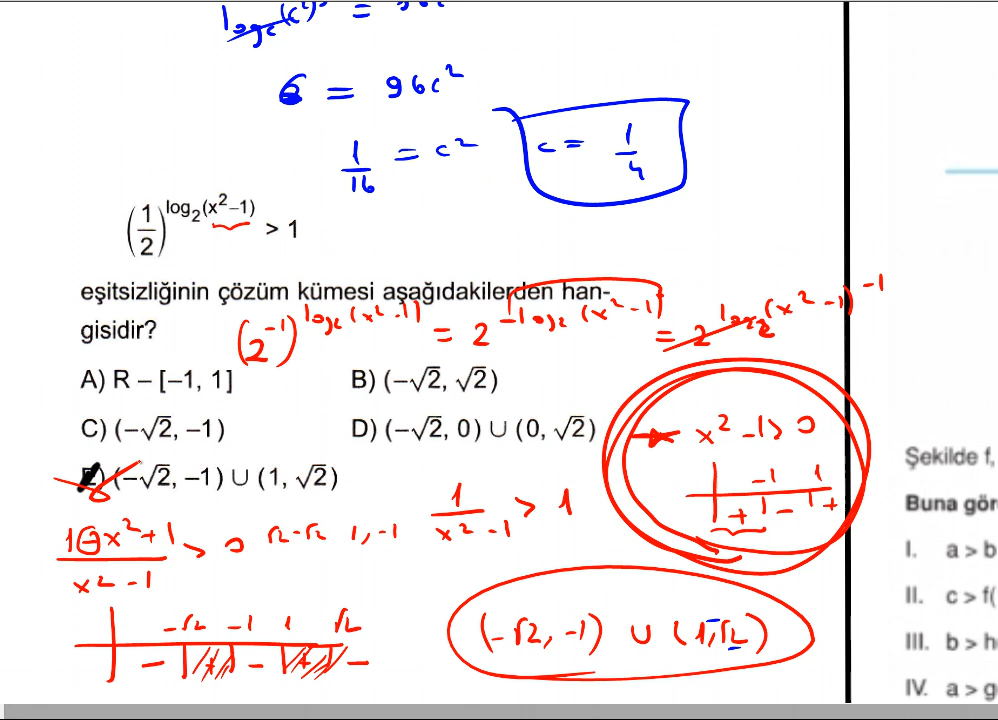 6 = 96c²
1/16 = c²   c = 1/4
(1/2)^log₂(x²−1) > 1
eşitsizliğinin çözüm kümesi aşağıdakilerden han-
gisidir?
(2⁻¹)^log₂(x²-1) = 2^-log₂(x²-1) = 2^log₂(x²-1)⁻¹
A) R – [–1, 1]   B) (–√2, √2)
C) (–√2, –1)   D) (–√2, 0) ∪ (0, √2)
E) (–√2, –1) ∪ (1, √2)
x² -1 > 0
-1   1
+ | - | +
1/(x² -1) > 1
(1-x²+1)/(x²-1) > 0   √2 -√2   1, -1
-√2   -1   1   √2
-   +   -   +   -
(-√2, -1) ∪ (1, √2)
Şekilde f,
Buna gör
I. a > b
II. c > f(
III. b > h
IV. a > g